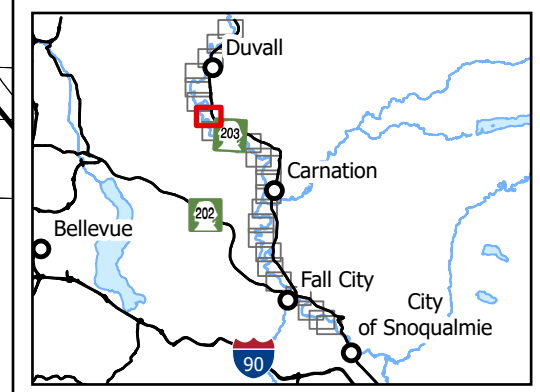 Duvall
203
Carnation
202
Bellevue
Fall City
City
of Snoqualmie
90